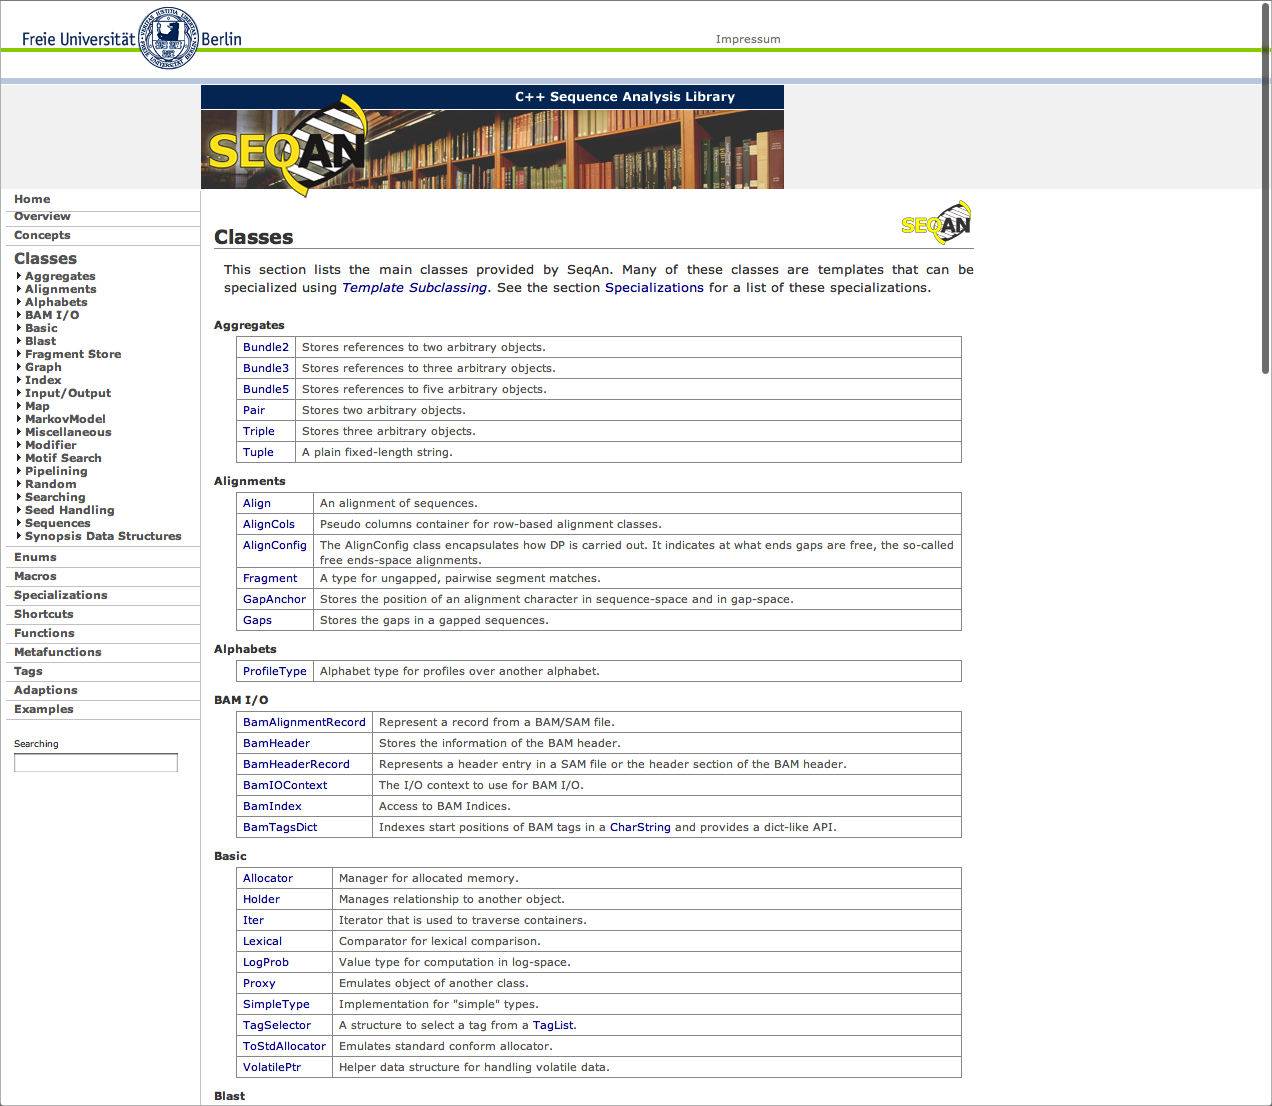 Freie Universität Berlin
Impressum
C++ Sequence Analysis Library
SEQAN
Home
Overview
Concepts
Classes
Aggregates
Alignments
Alphabets
BAM I/O
Basic
Blast
Fragment Store
Graph
Index
Input/Output
Map
MarkovModel
Miscellaneous
Modifier
Motif Search
Pipelining
Random
Searching
Seed Handling
Sequences
Synopsis Data Structures
Enums
Macros
Specializations
Shortcuts
Functions
Metafunctions
Tags
Adaptions
Examples
Searching
SEQAN
Classes
This section lists the main classes provided by SeqAn. Many of these classes are templates that can be
specialized using Template Subclassing. See the section Specializations for a list of these specializations.
Aggregates
Bundle2 Stores references to two arbitrary objects.
Bundle3 Stores references to three arbitrary objects.
Bundle5 Stores references to five arbitrary objects.
Pair Stores two arbitrary objects.
Triple Stores three arbitrary objects.
Tuple A plain fixed-length string.
Alignments
Align An alignment of sequences.
AlignCols Pseudo columns container for row-based alignment classes.
AlignConfig The AlignConfig class encapsulates how DP is carried out. It indicates at what ends gaps are free, the so-called
free ends-space alignments.
Fragment A type for ungapped, pairwise segment matches.
GapAnchor Stores the position of an alignment character in sequence-space and in gap-space.
Gaps Stores the gaps in a gapped sequences.
Alphabets
ProfileType Alphabet type for profiles over another alphabet.
BAM I/O
BamAlignmentRecord Represent a record from a BAM/SAM file.
BamHeader Stores the information of the BAM header.
BamHeaderRecord Represents a header entry in a SAM file or the header section of the BAM header.
BamIOContext The I/O context to use for BAM I/O.
BamIndex Access to BAM Indices.
BamTagsDict Indexes start positions of BAM tags in a CharString and provides a dict-like API.
Basic
Allocator Manager for allocated memory.
Holder Manages relationship to another object.
Iter Iterator that is used to traverse containers.
Lexical Comparator for lexical comparison.
LogProb Value type for computation in log-space.
Proxy Emulates object of another class.
SimpleType Implementation for "simple" types.
TagSelector A structure to select a tag from a TagList.
ToStdAllocator Emulates standard conform allocator.
VolatilePtr Helper data structure for handling volatile data.
Blast